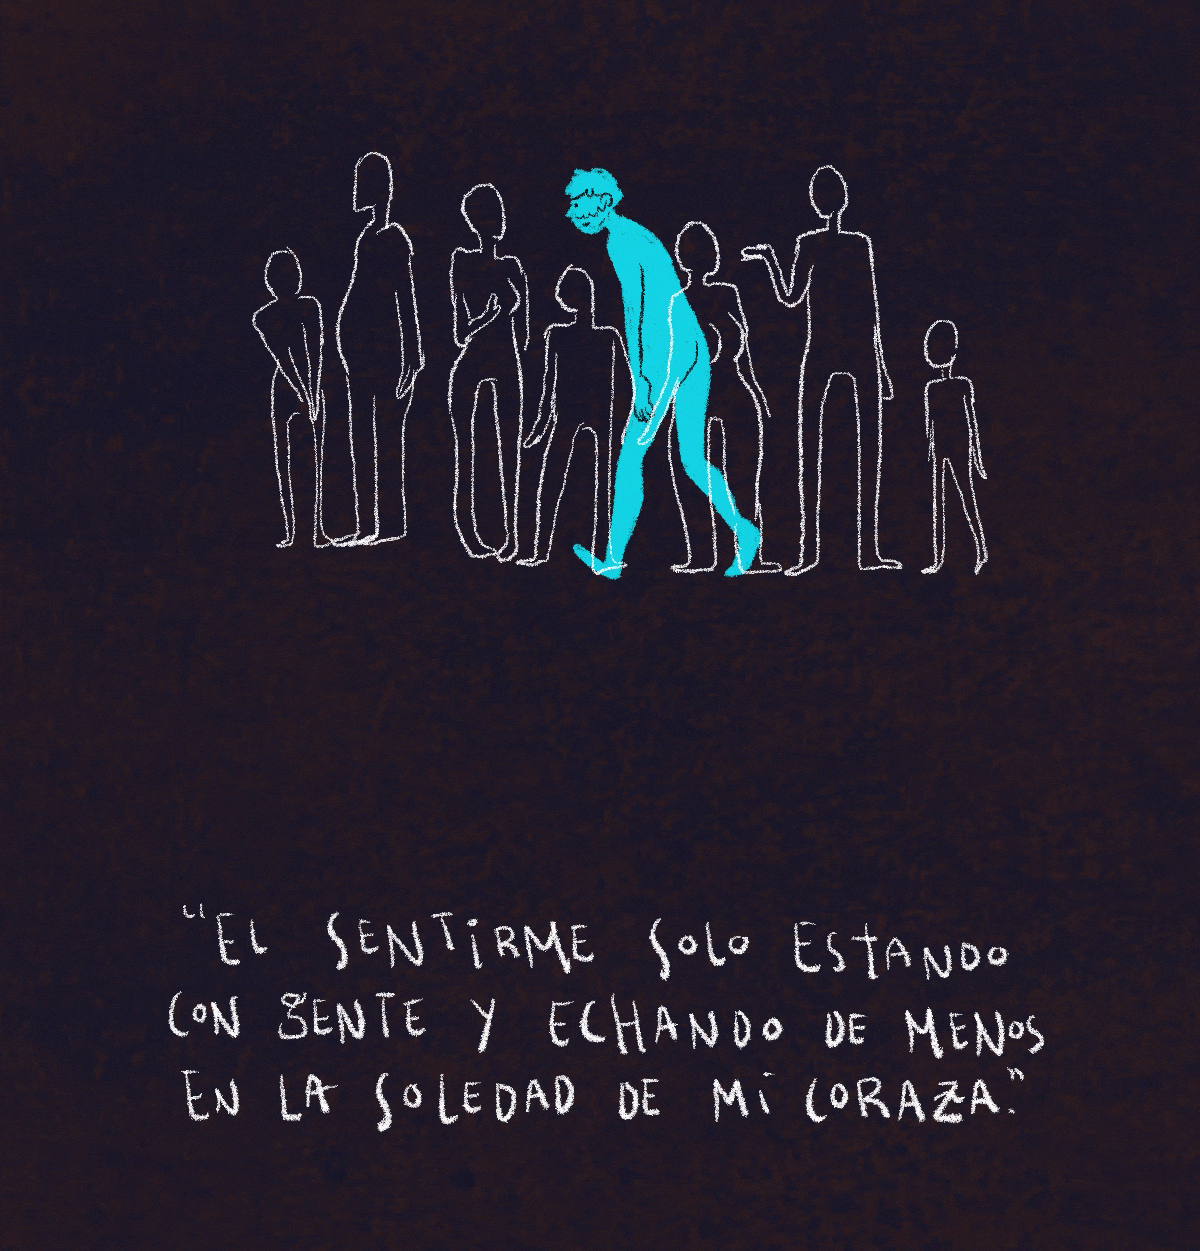 "EL SENTIRME SOLO ESTANDO
CON GENTE Y ECHANDO DE MENOS
EN LA SOLEDAD DE MI CORAZA."